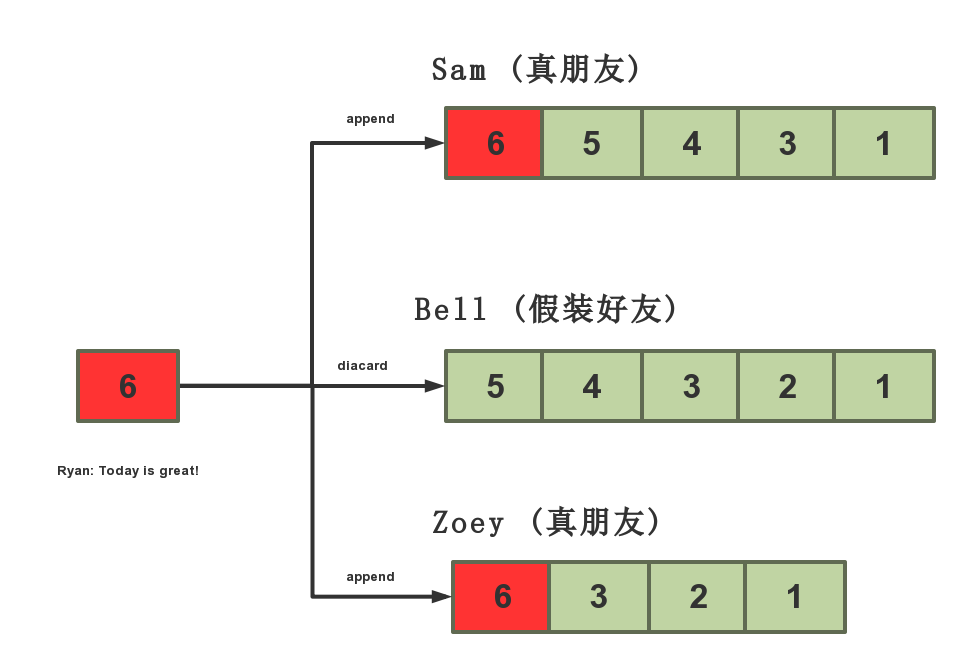 Sam (真朋友)
append
6 5 4 3 1
Bell (假装好友)
6
diacard
5 4 3 2 1
Ryan: Today is great!
Zoey (真朋友)
append
6 3 2 1